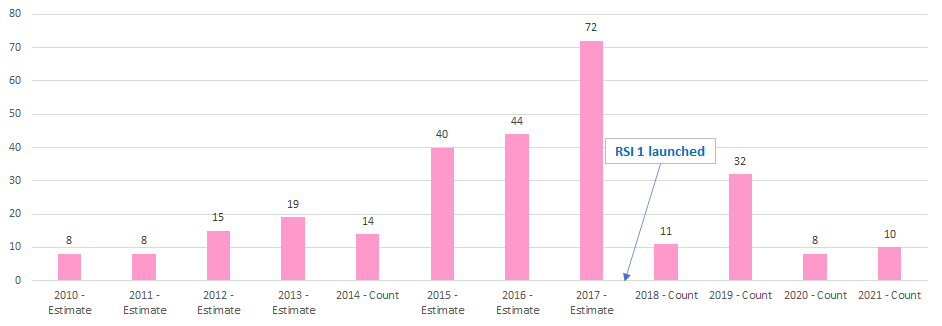 80
70
60
50
40
30
20
10
0
8
8
15
19
14
40
44
72
11
32
8
10
RSI 1 launched
2010 -
Estimate
2011 -
Estimate
2012 -
Estimate
2013 -
Estimate
2014 - Count
2015 -
Estimate
2016 -
Estimate
2017 -
Estimate
2018 - Count
2019 - Count
2020 - Count
2021 - Count